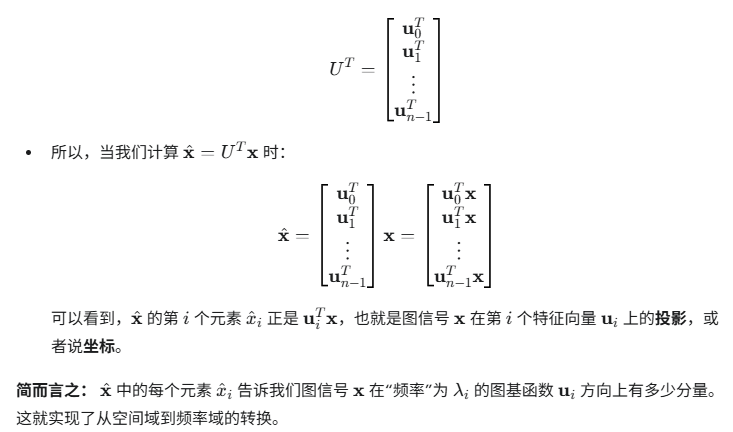 $U^T = \begin{bmatrix} \mathbf{u}_0^T \\ \mathbf{u}_1^T \\ \vdots \\ \mathbf{u}_{n-1}^T \end{bmatrix}$
• 所以，当我们计算 $\hat{\mathbf{x}} = U^T\mathbf{x}$ 时：
$\hat{\mathbf{x}} = \begin{bmatrix} \mathbf{u}_0^T \\ \mathbf{u}_1^T \\ \vdots \\ \mathbf{u}_{n-1}^T \end{bmatrix} \mathbf{x} = \begin{bmatrix} \mathbf{u}_0^T\mathbf{x} \\ \mathbf{u}_1^T\mathbf{x} \\ \vdots \\ \mathbf{u}_{n-1}^T\mathbf{x} \end{bmatrix}$
可以看到，$\hat{\mathbf{x}}$ 的第 $i$ 个元素 $\hat{x}_i$ 正是 $\mathbf{u}_i^T\mathbf{x}$，也就是图信号 $\mathbf{x}$ 在第 $i$ 个特征向量 $\mathbf{u}_i$ 上的投影，或
者说坐标。
简而言之： $\hat{\mathbf{x}}$ 中的每个元素 $\hat{x}_i$ 告诉我们图信号 $\mathbf{x}$ 在“频率”为 $\lambda_i$ 的图基函数 $\mathbf{u}_i$ 方向上有多少分量。
这就实现了从空间域到频率域的转换。